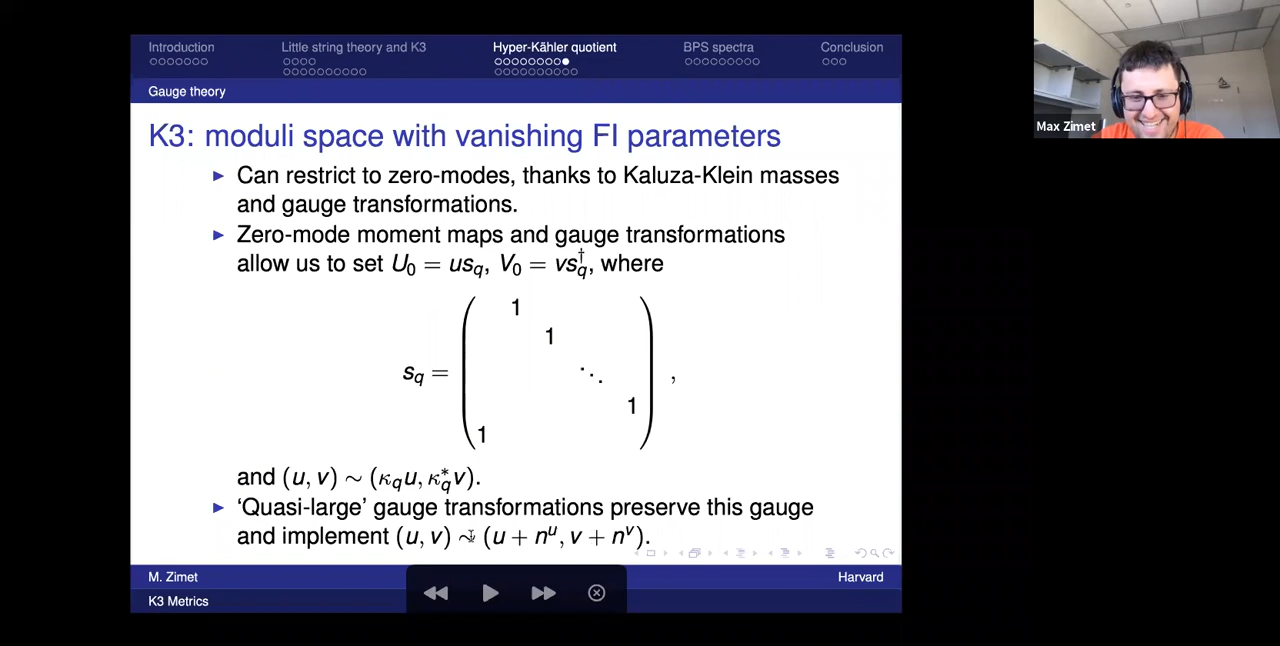 Introduction
Little string theory and K3
Hyper-Kähler quotient
BPS spectra
Conclusion
Gauge theory
K3: moduli space with vanishing FI parameters
Can restrict to zero-modes, thanks to Kaluza-Klein masses
and gauge transformations.
Zero-mode moment maps and gauge transformations
allow us to set U₀ = us_q, V₀ = vs_q^†, where
s_q = ( 1 1 ⋱ 1 1 ) ,
and (u, v) ∼ (κ_q u, κ_q^* v).
‘Quasi-large’ gauge transformations preserve this gauge
and implement (u, v) ∼ (u + n^u, v + n^v).
M. Zimet
Harvard
K3 Metrics
Max Zimet